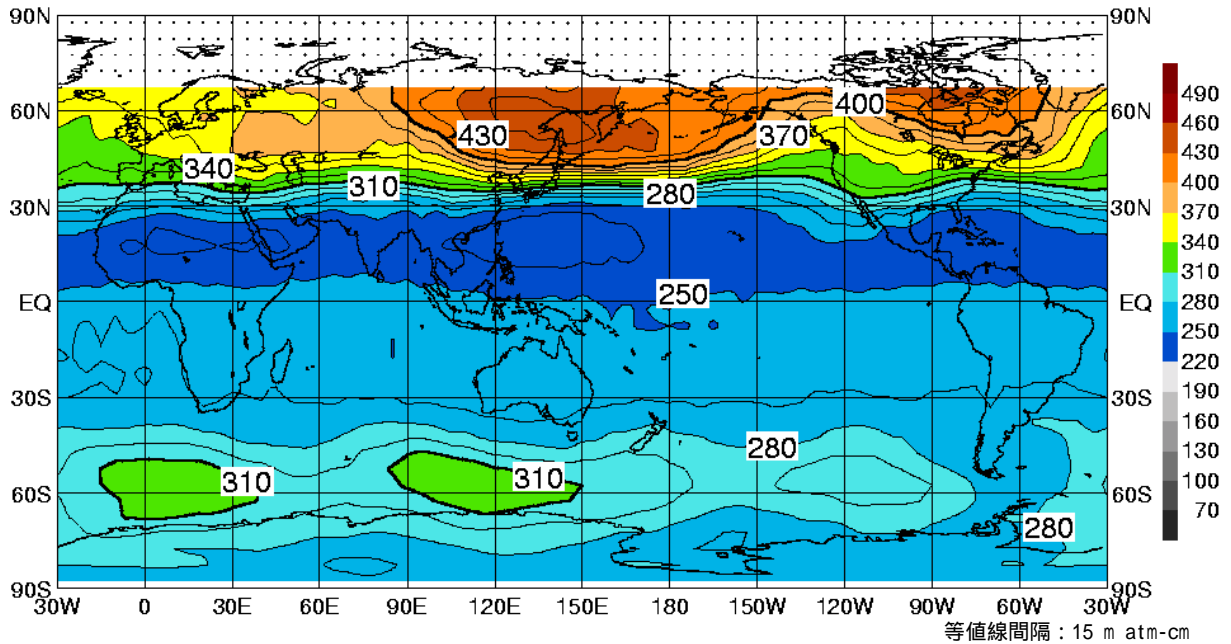 90N 90N
490
400
60N 60N
460
430 370
430
340 310 280
400
30N 30N
370
340
250
310
EQ EQ
280
250
220
30S 30S
190
160
280
130
310 310
100
60S 60S
70
280
90S 90S
30W 0 30E 60E 90E 120E 150E 180 150W 120W 90W 60W 30W
等値線間隔：15 m atm-cm